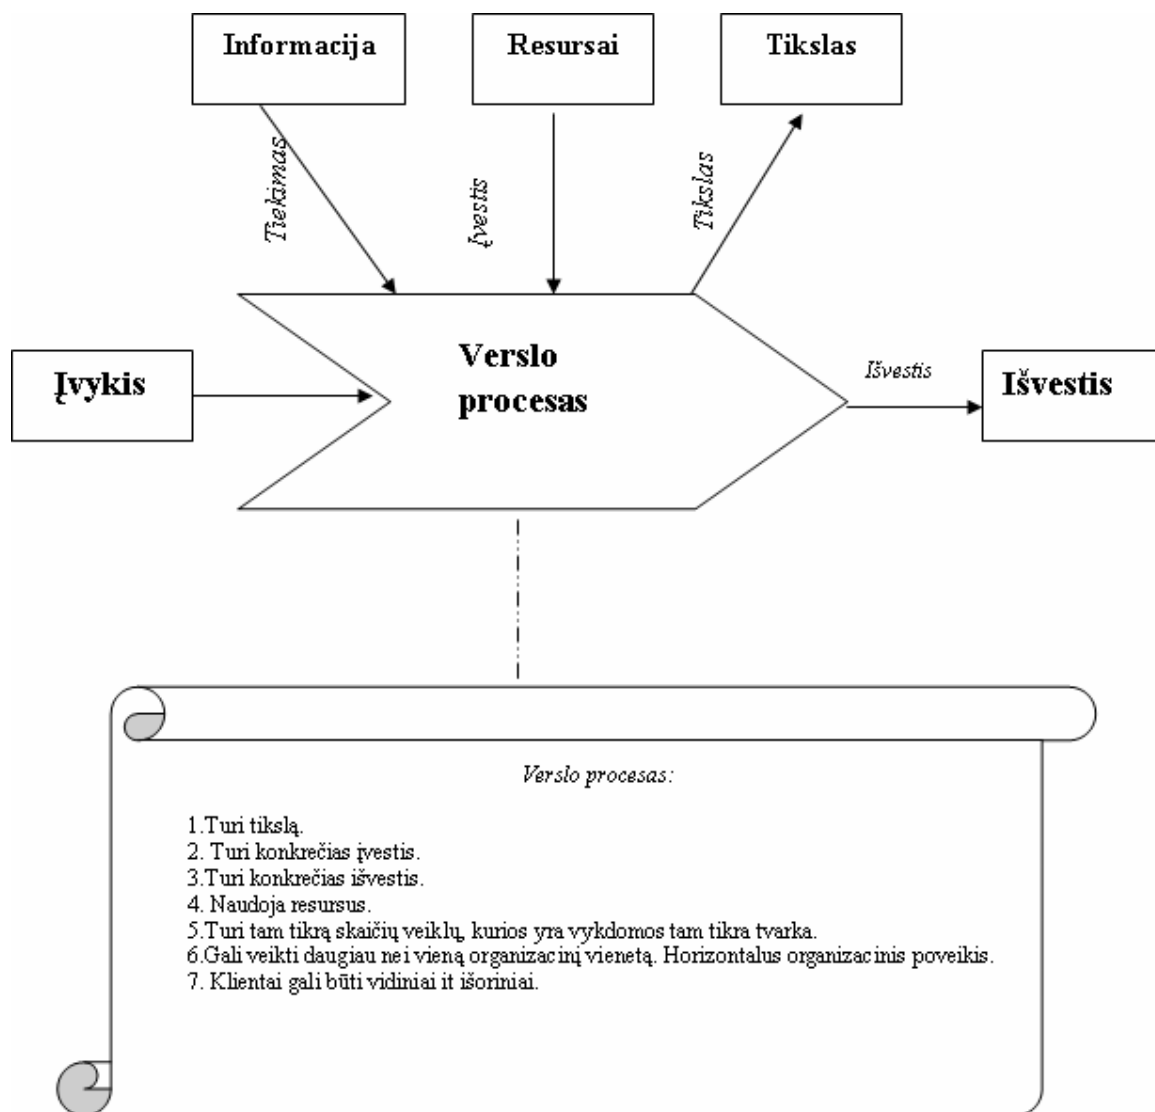 Informacija
Resursai
Tikslas
Tiekimas
Įvestis
Tikslas
Įvykis
Verslo
procesas
Išvestis
Išvestis
Verslo procesas:
1.Turi tikslą.
2. Turi konkrečias įvestis.
3.Turi konkrečias išvestis.
4. Naudoja resursus.
5.Turi tam tikrą skaičių veiklų, kurios yra vykdomos tam tikra tvarka.
6.Gali veikti daugiau nei vieną organizacinį vienetą. Horizontalus organizacinis poveikis.
7. Klientai gali būti vidiniai it išoriniai.